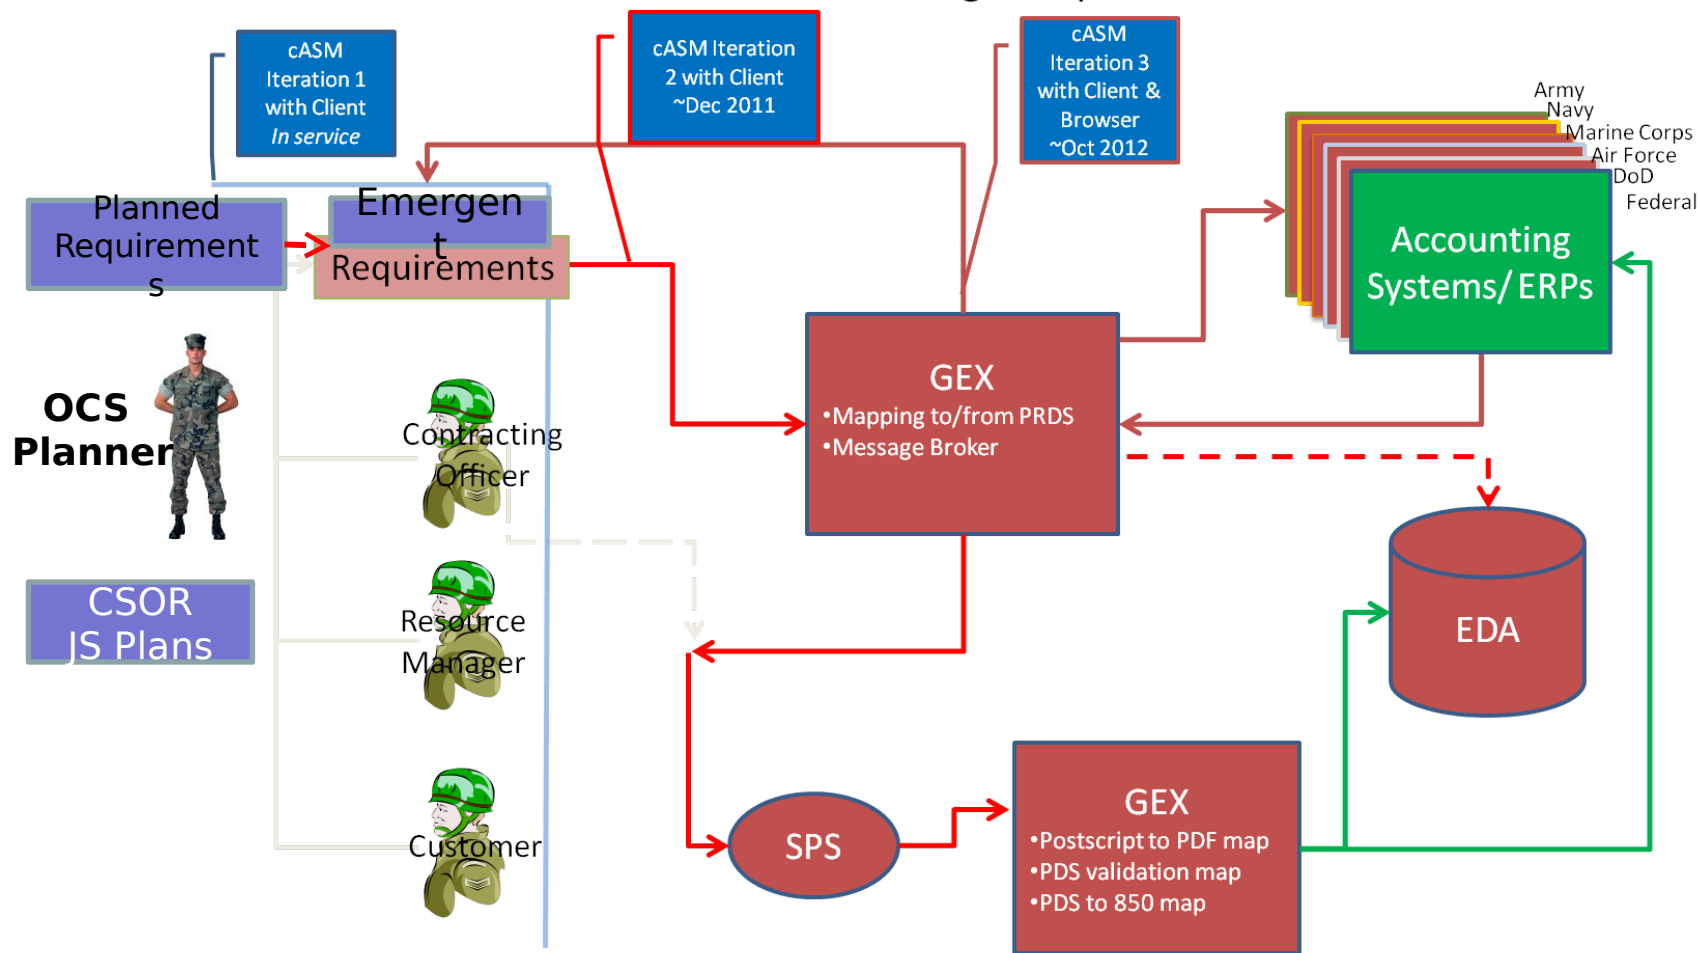 cASM
Iteration 1
with Client
In service
cASM Iteration
2 with Client
~Dec 2011
cASM
Iteration 3
with Client &
Browser
~Oct 2012
Army
Navy
Marine Corps
Air Force
DoD
Federal
Planned
Requirement
s
Emergen
t
Requirements
Accounting
Systems/ ERPs
GEX
•Mapping to/from PRDS
•Message Broker
OCS
Planner
Contracting
Officer
CSOR
JS Plans
Resource
Manager
EDA
Customer
SPS
GEX
•Postscript to PDF map
•PDS validation map
•PDS to 850 map